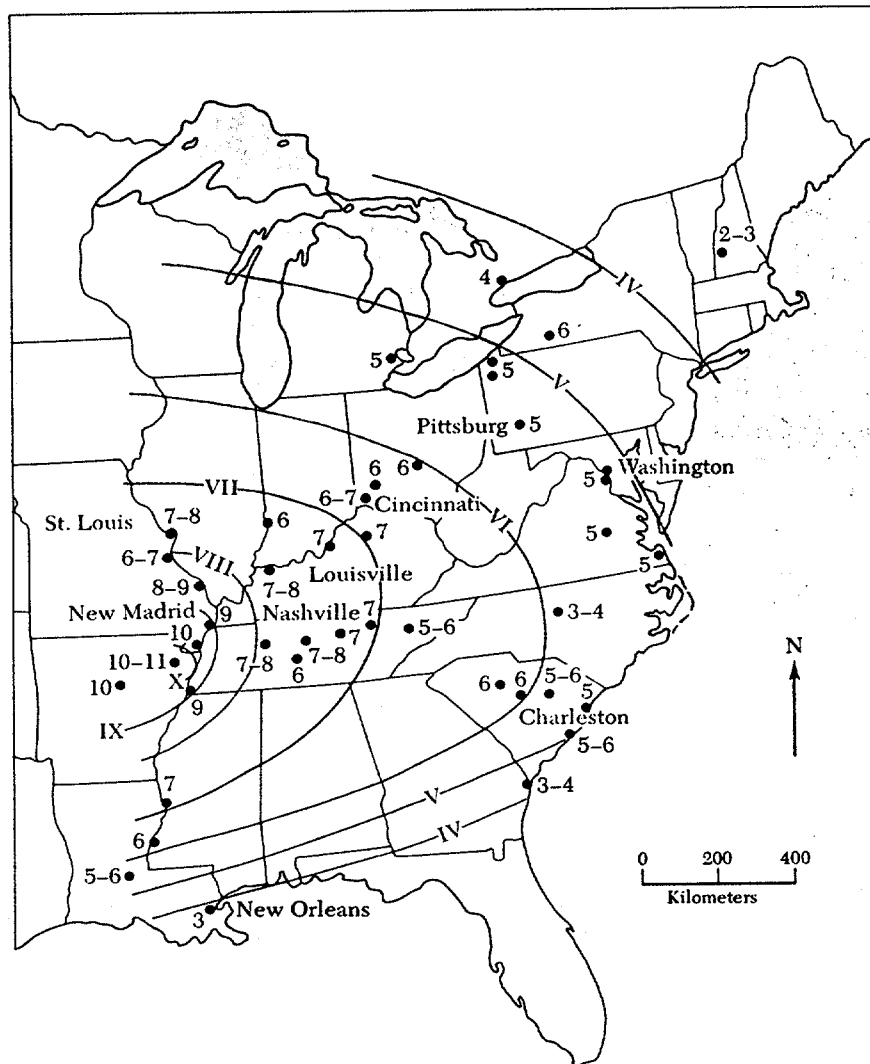 2–3
4
IV
6
5
5
V
Pittsburg
5
6
6
Washington
5
VII
6–7
Cincinnati
VI
St. Louis
7–8
6
7
7
5
6–7
VIII
Louisville
5
8–9
7–8
New Madrid
9
Nashville
7
3–4
10
7
5–6
10–11
7–8
7–8
6
N
10
X
9
6
6
5–6
5
IX
Charleston
5–6
7
V
3–4
6
IV
5–6
0 200 400
Kilometers
3
New Orleans